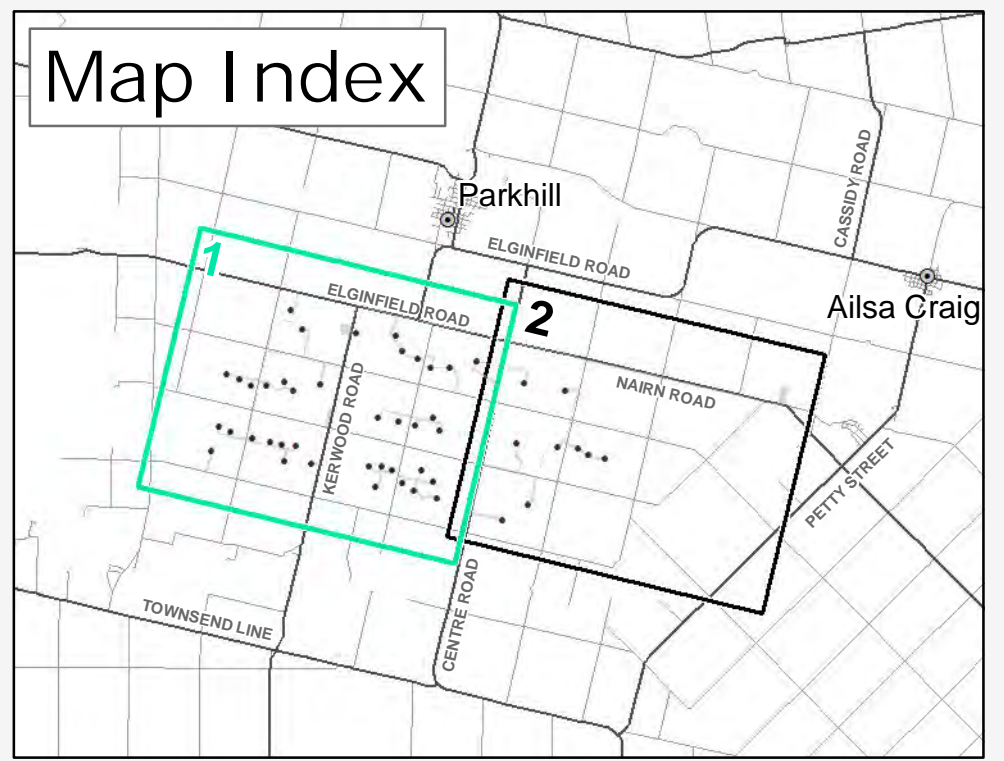 Map Index
Parkhill
CASSIDY ROAD
ELGINFIELD ROAD
1
Ailsa Craig
ELGINFIELD ROAD
2
NAIRN ROAD
KERWOOD ROAD
PETTY STREET
CENTRE ROAD
TOWNSEND LINE